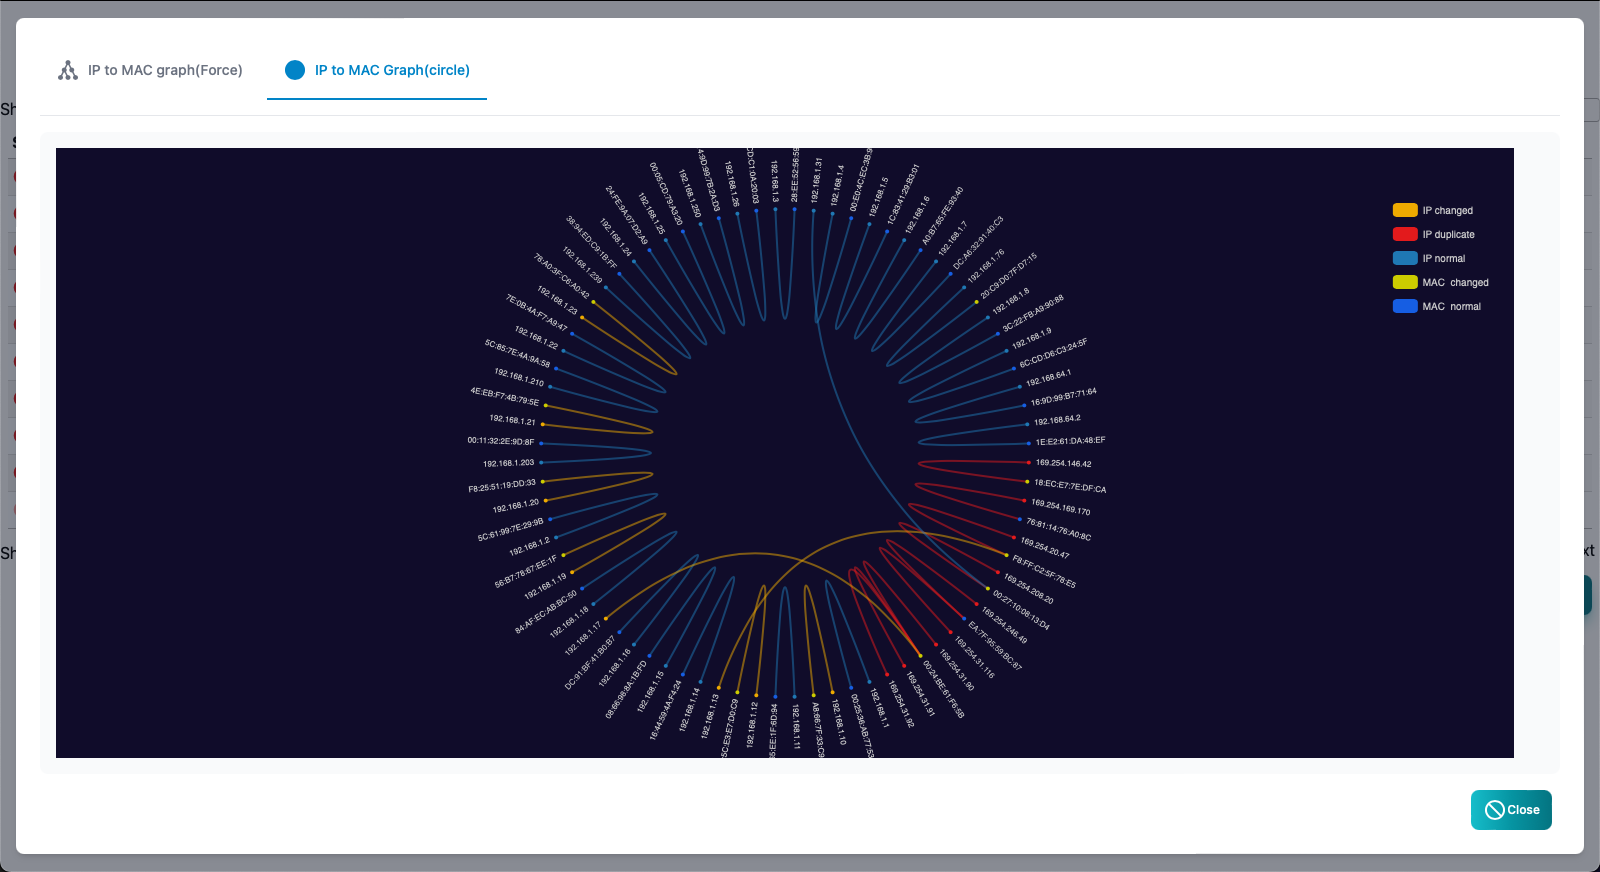 IP to MAC graph(Force)
IP to MAC Graph(circle)
Sh
Sh
xt
IP changed
IP duplicate
IP normal
MAC changed
MAC normal
192.168.1.31
192.168.1.4
00:E0:4C:EC:3B:9
192.168.1.5
1C:83:41:29:B3:01
192.168.1.6
A0:B7:65:FE:93:40
192.168.1.7
DC:A6:32:91:40:C3
192.168.1.76
20:C9:D0:7F:D7:15
192.168.1.8
3C:22:FB:A9:90:88
192.168.1.9
6C:CD:D6:C3:24:5F
192.168.64.1
16:9D:99:B7:71:64
192.168.64.2
1E:E2:61:DA:48:EF
169.254.146.42
18:EC:E7:7E:DF:CA
169.254.169.170
76:81:14:76:A0:8C
169.254.20.47
F8:FF:C2:5F:78:E5
169.254.208.20
00:27:10:08:13:D4
169.254.246.49
EA:7F:95:59:BC:87
169.254.31.116
169.254.31.90
00:24:BE:61:F6:5B
169.254.31.91
169.254.31.92
192.168.1.1
00:25:36:AB:77:53
192.168.1.10
A8:66:7F:33:C9
192.168.1.11
EE:1F:6D:94
192.168.1.12
5C:E3:E7:D0:C9
192.168.1.13
192.168.1.14
16:44:59:4A:F4:24
192.168.1.15
08:66:98:8A:1B:FD
192.168.1.16
DC:91:BF:41:B0:B7
192.168.1.17
192.168.1.18
84:AF:EC:AB:BC:50
192.168.1.19
56:B7:78:67:EE:1F
192.168.1.2
5C:61:99:7E:29:9B
192.168.1.20
F8:25:51:19:DD:33
192.168.1.203
00:11:32:2E:9D:8F
192.168.1.21
4E:EB:F7:4B:79:5E
192.168.1.210
5C:85:7E:4A:9A:58
192.168.1.22
7E:0B:4A:F7:A9:47
192.168.1.23
78:A0:3F:C6:A0:42
192.168.1.239
38:94:ED:C9:1B:FF
192.168.1.24
24:FE:9A:07:D2:A9
192.168.1.25
00:05:CD:79:A3:20
192.168.1.250
4:9D:99:7B:2A:D3
192.168.1.26
CD:C1:0A:20:03
192.168.1.3
28:EE:52:56:59
Close